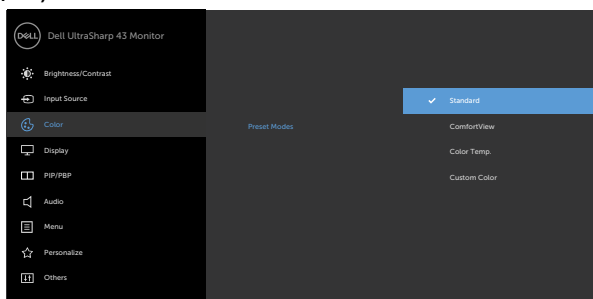 DELL Dell UltraSharp 43 Monitor
Brightness/Contrast
Input Source
Standard
Color
Preset Modes
ComfortView
Display
Color Temp.
PIP/PBP
Custom Color
Audio
Menu
Personalize
Others